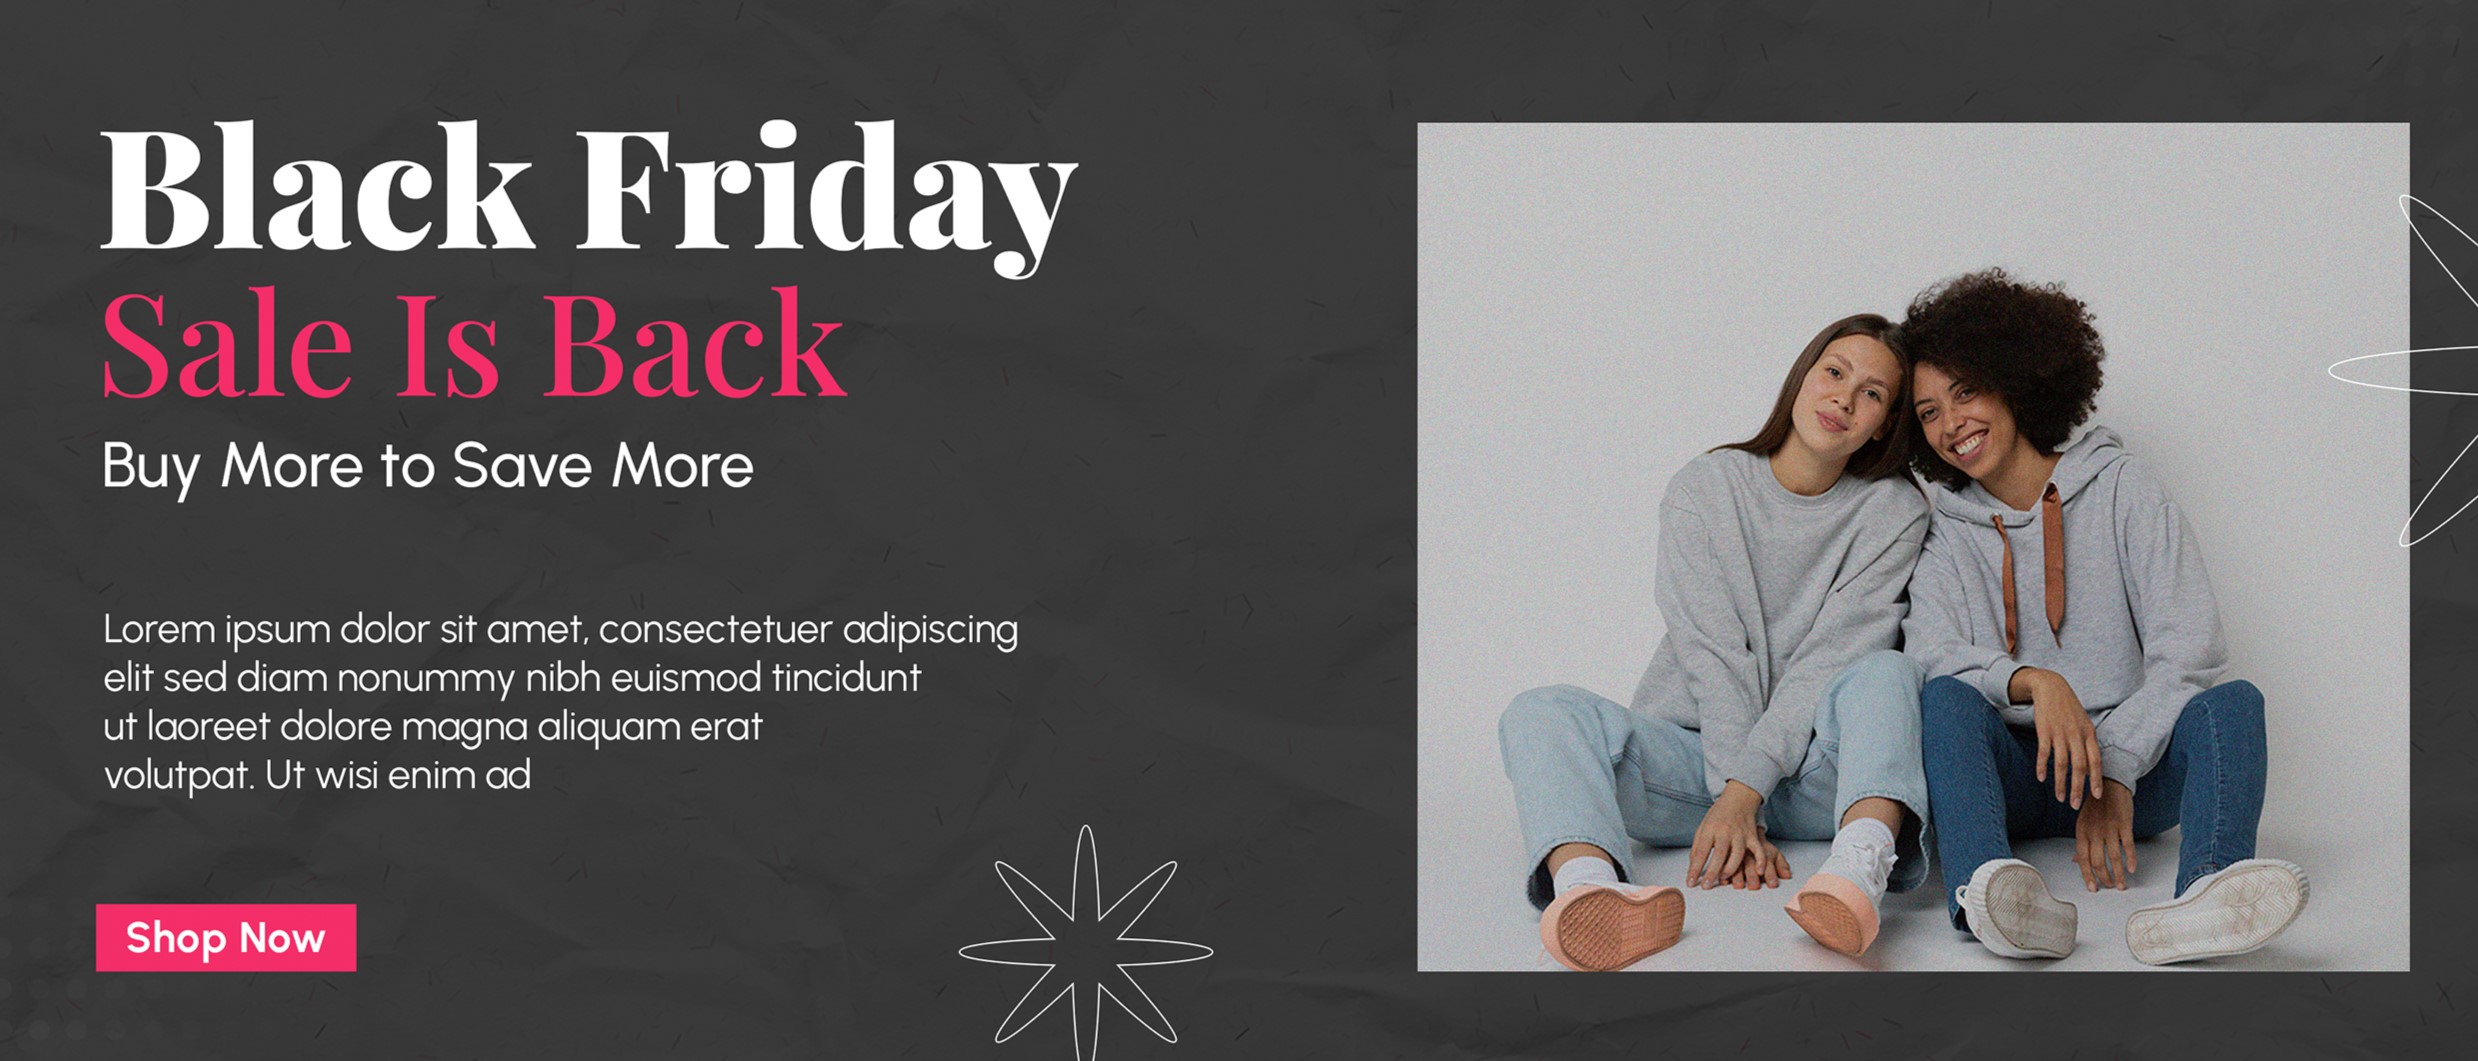 Black Friday
Sale Is Back
Buy More to Save More
Lorem ipsum dolor sit amet, consectetuer adipiscing
elit sed diam nonummy nibh euismod tincidunt
ut laoreet dolore magna aliquam erat
volutpat. Ut wisi enim ad
Shop Now